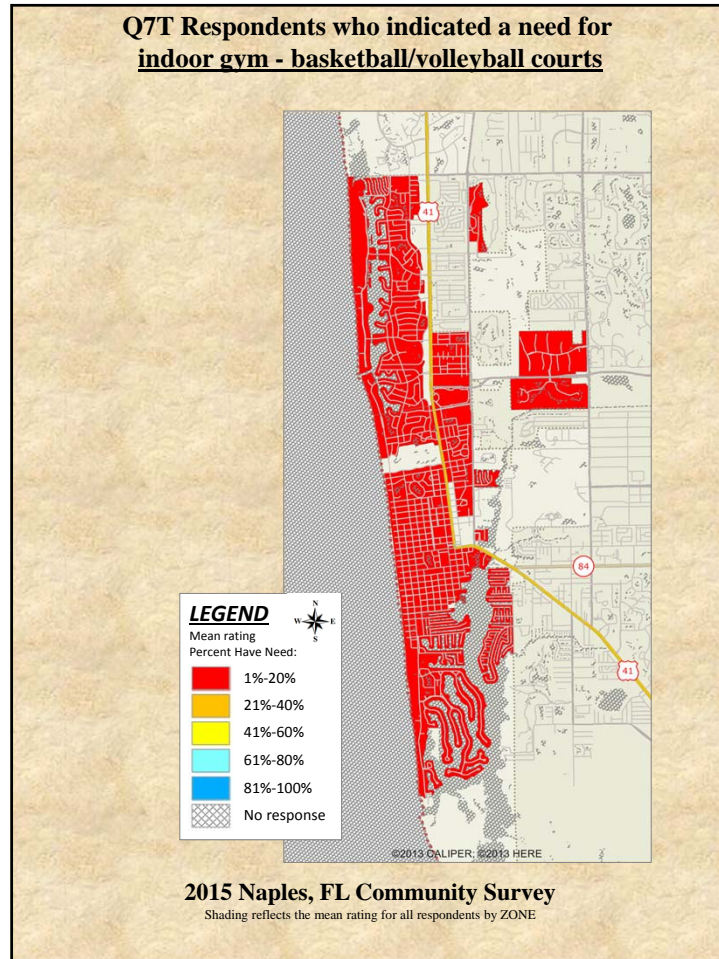 Q7T Respondents who indicated a need for
indoor gym - basketball/volleyball courts
41
84
41
LEGEND
N
W E
S
Mean rating
Percent Have Need:
1%-20%
21%-40%
41%-60%
61%-80%
81%-100%
No response
©2013 CALIPER; ©2013 HERE
2015 Naples, FL Community Survey
Shading reflects the mean rating for all respondents by ZONE